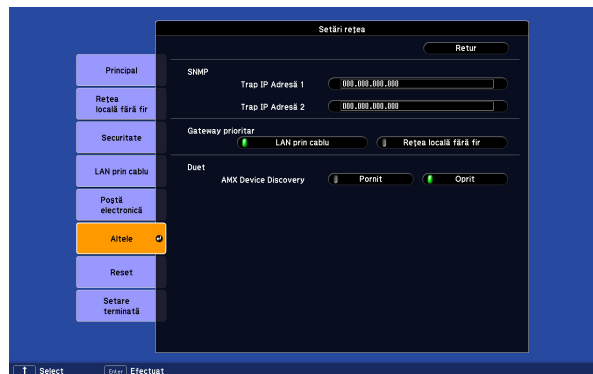 Setări rețea
Retur
Principal
Rețea
locală fără fir
Securitate
LAN prin cablu
Poștă
electronică
Altele
Reset
Setare
terminată
SNMP
Trap IP Adresă 1 000.000.000.000
Trap IP Adresă 2 000.000.000.000
Gateway prioritar
LAN prin cablu Rețea locală fără fir
Duet
AMX Device Discovery Pornit Oprit
↑ Select Enter Efectuat